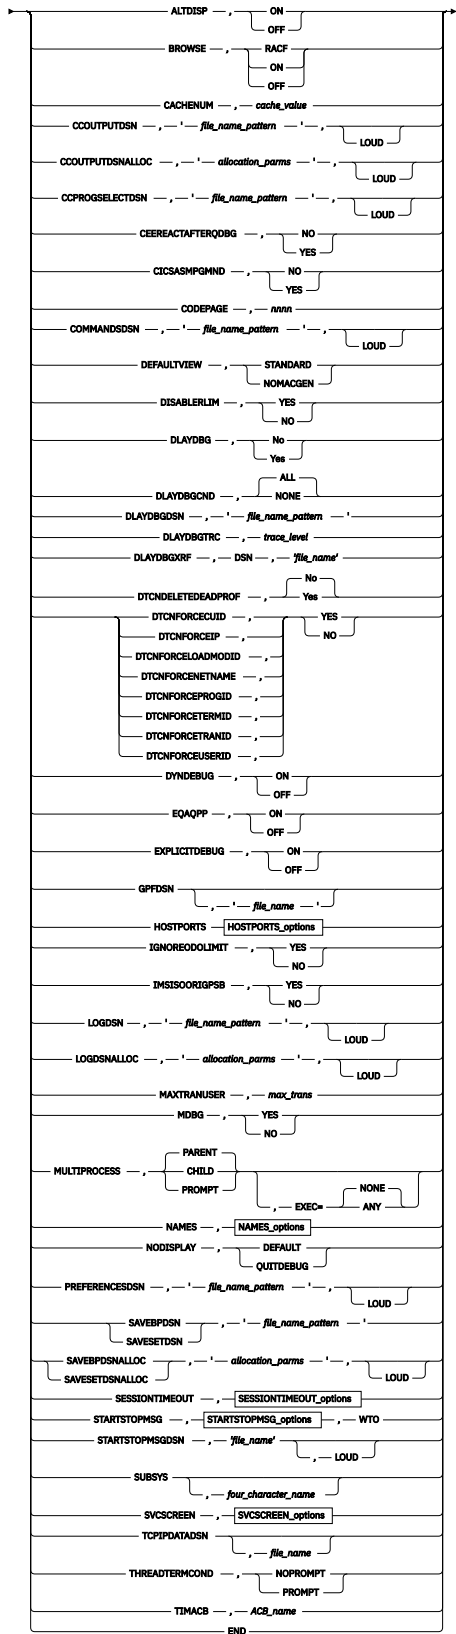 ALTDISP , ON
OFF
BROWSE , RACF
ON
OFF
CACHENUM , cache_value
CCOUTPUTDSN , ' file_name_pattern ' ,
LOUD
CCOUTPUTDSNALLOC , ' allocation_parms ' ,
LOUD
CCPROGSELECTDSN , ' file_name_pattern ' ,
LOUD
CEEREACTAFTERQDBG , NO
YES
CICSASMPGMND , NO
YES
CODEPAGE , nnnn
COMMANDSDSN , ' file_name_pattern ' ,
LOUD
DEFAULTVIEW , STANDARD
NOMACGEN
DISABLERLIM , YES
NO
DLAYDBG , No
Yes
ALL
DLAYDBGCND , NONE
DLAYDBGDSN , ' file_name_pattern '
DLAYDBGTRC , trace_level
DLAYDBGXRF , DSN , 'file_name'
No
DTCNDELETEDEADPROF , Yes
DTCNFORCECUID , YES
DTCNFORCEIP , NO
DTCNFORCELOADMODID ,
DTCNFORCENETNAME ,
DTCNFORCEPROGID ,
DTCNFORCETERMID ,
DTCNFORCETRANID ,
DTCNFORCEUSERID ,
DYNDEBUG , ON
OFF
EQAQPP , ON
OFF
EXPLICITDEBUG , ON
OFF
GPFDSN
, ' file_name '
HOSTPORTS HOSTPORTS_options
IGNOREODOLIMIT , YES
NO
IMSISOORIGPSB , YES
NO
LOGDSN , ' file_name_pattern ' ,
LOUD
LOGDSNALLOC , ' allocation_parms ' ,
LOUD
MAXTRANUSER , max_trans
MDBG , YES
NO
PARENT
MULTIPROCESS , CHILD
PROMPT
NONE
, EXEC= ANY
NAMES , NAMES_options
NODISPLAY , DEFAULT
QUITDEBUG
PREFERENCESDSN , ' file_name_pattern ' ,
LOUD
SAVEBPDSN , ' file_name_pattern '
SAVESETDSN
SAVEBPDSNALLOC , ' allocation_parms ' ,
SAVESETDSNALLOC LOUD
SESSIONTIMEOUT , SESSIONTIMEOUT_options
STARTSTOPMSG , STARTSTOPMSG_options , WTO
STARTSTOPMSGDSN , 'file_name'
, LOUD
SUBSYS
, four_character_name
SVCSCREEN , SVCSCREEN_options
TCPIPDATADSN
, file_name
THREADTERMCOND , NOPROMPT
PROMPT
TIMACB , ACB_name
END